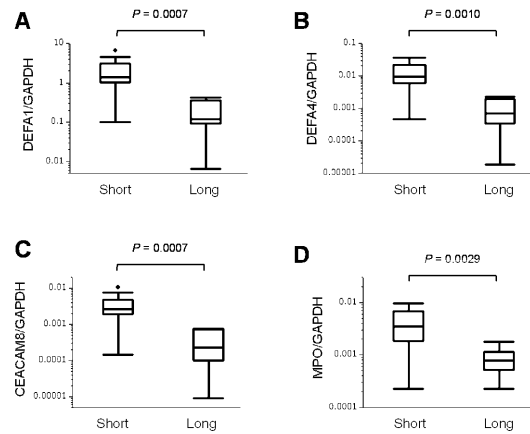 A
P = 0.0007
DEFA1/GAPDH
10
1
0.1
0.01
Short Long
B
P = 0.0010
DEFA4/GAPDH
0.1
0.01
0.001
0.0001
0.00001
Short Long
C
P = 0.0007
CEACAM8/GAPDH
0.01
0.001
0.0001
0.00001
Short Long
D
P = 0.0029
MPO/GAPDH
0.01
0.001
0.0001
Short Long